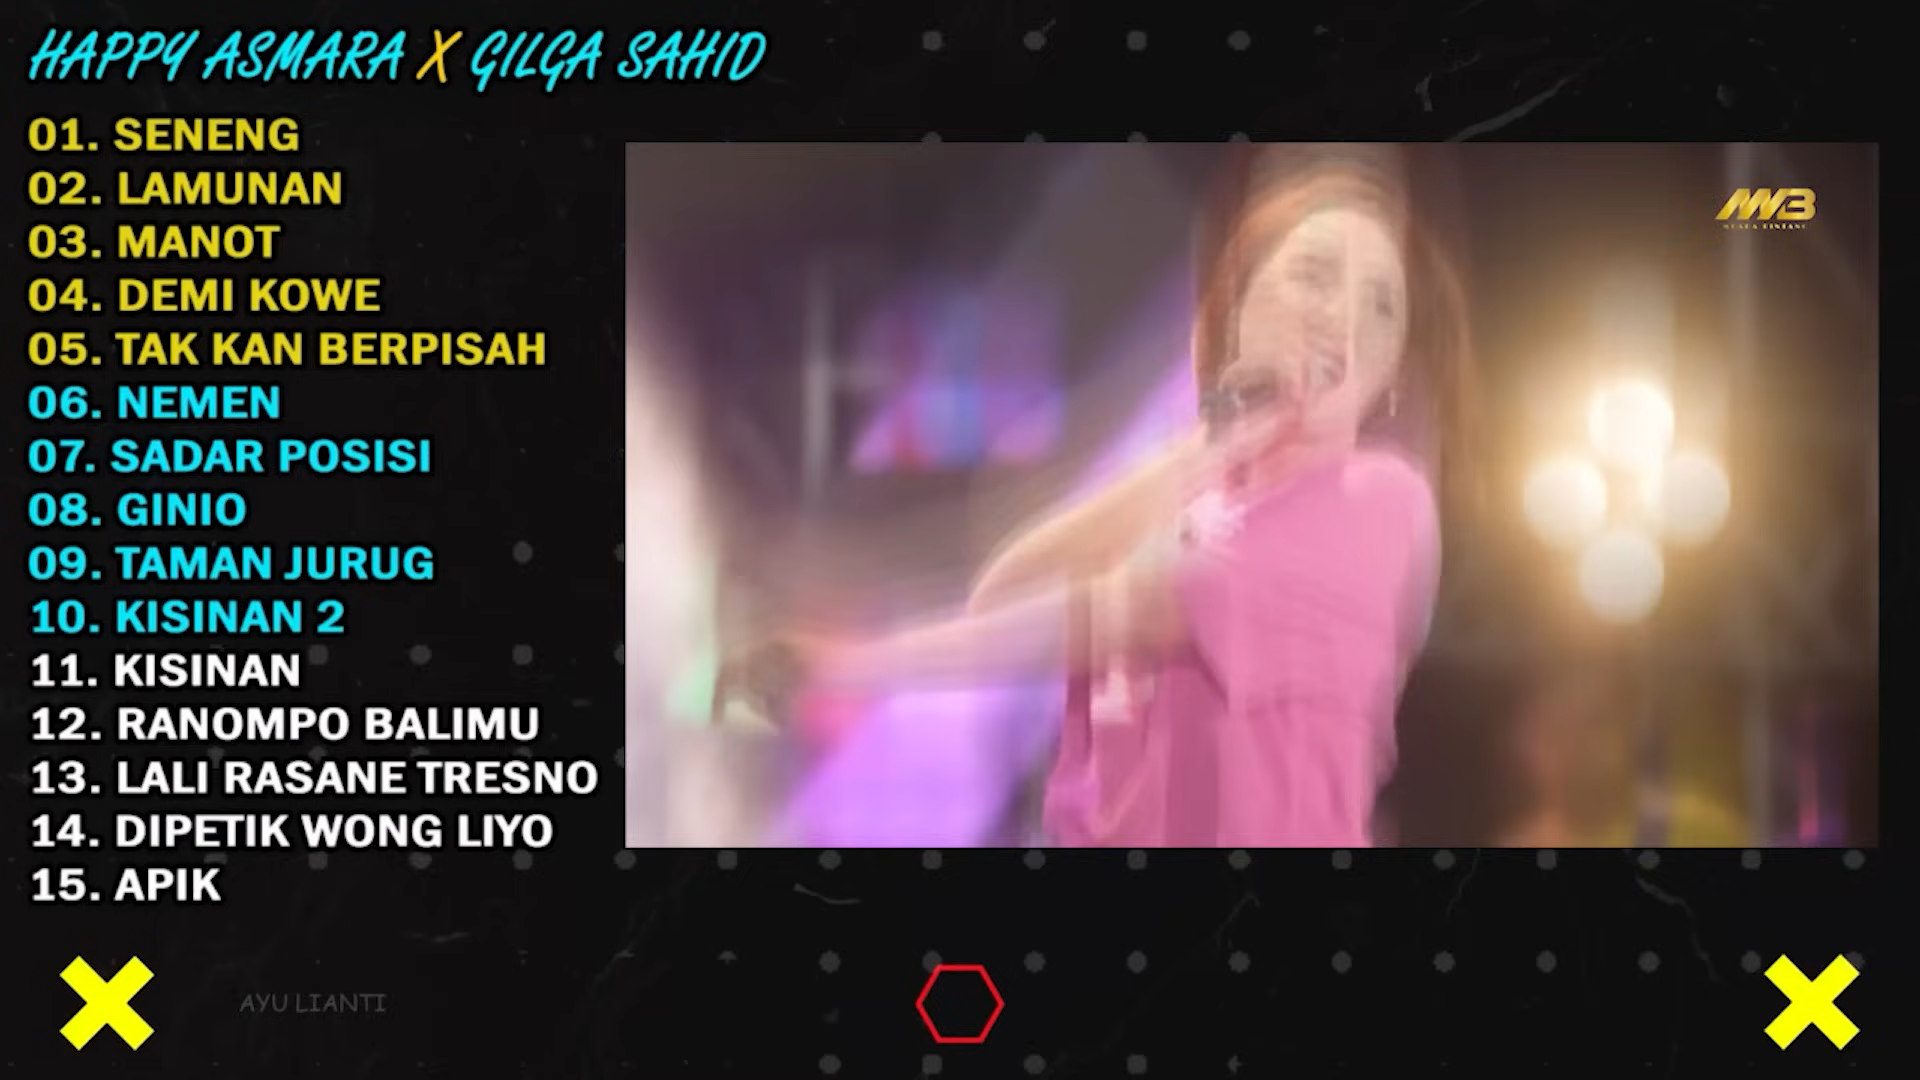 HAPPY ASMARA X GILGA SAHID
01. SENENG
02. LAMUNAN
03. MANOT
04. DEMI KOWE
05. TAK KAN BERPISAH
06. NEMEN
07. SADAR POSISI
08. GINIO
09. TAMAN JURUG
10. KISINAN 2
11. KISINAN
12. RANOMPO BALIMU
13. LALI RASANE TRESNO
14. DIPETIK WONG LIYO
15. APIK
AYU LIANTI